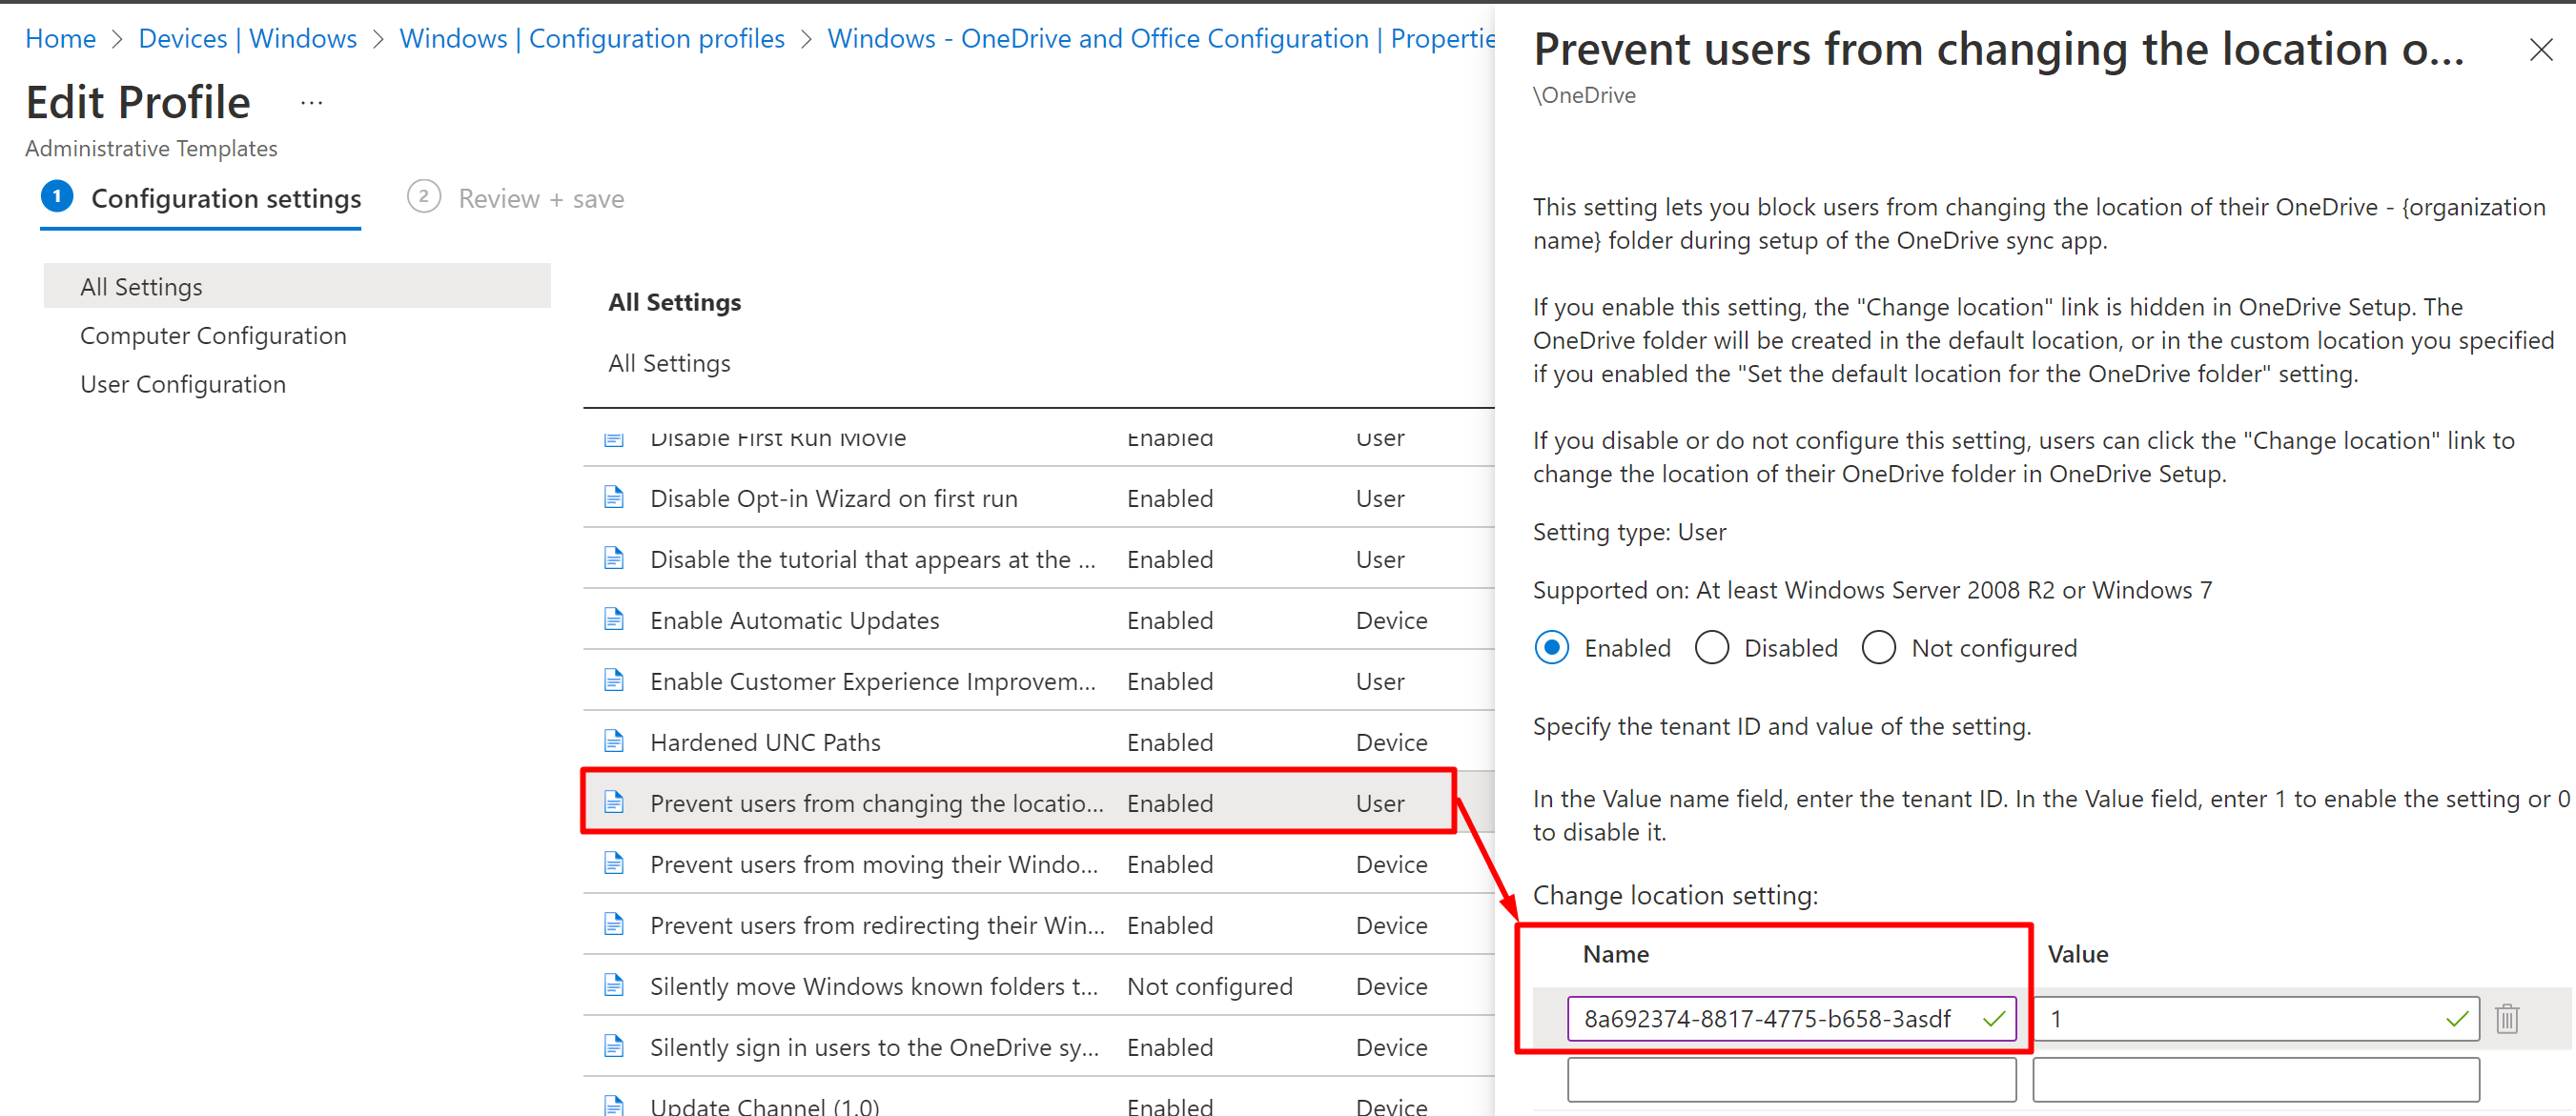 Home > Devices | Windows > Windows | Configuration profiles > Windows - OneDrive and Office Configuration | Propertie
Edit Profile ...
Administrative Templates
1 Configuration settings
2 Review + save
All Settings
Computer Configuration
User Configuration
All Settings
All Settings
Disable First Run Movie Enabled User
Disable Opt-in Wizard on first run Enabled User
Disable the tutorial that appears at the ... Enabled User
Enable Automatic Updates Enabled Device
Enable Customer Experience Improvem... Enabled User
Hardened UNC Paths Enabled Device
Prevent users from changing the locatio... Enabled User
Prevent users from moving their Windo... Enabled Device
Prevent users from redirecting their Win... Enabled Device
Silently move Windows known folders t... Not configured Device
Silently sign in users to the OneDrive sy... Enabled Device
Update Channel (1.0) Enabled Device
Prevent users from changing the location o...
\OneDrive
This setting lets you block users from changing the location of their OneDrive - {organization
name} folder during setup of the OneDrive sync app.
If you enable this setting, the "Change location" link is hidden in OneDrive Setup. The
OneDrive folder will be created in the default location, or in the custom location you specified
if you enabled the "Set the default location for the OneDrive folder" setting.
If you disable or do not configure this setting, users can click the "Change location" link to
change the location of their OneDrive folder in OneDrive Setup.
Setting type: User
Supported on: At least Windows Server 2008 R2 or Windows 7
Enabled Disabled Not configured
Specify the tenant ID and value of the setting.
In the Value name field, enter the tenant ID. In the Value field, enter 1 to enable the setting or 0
to disable it.
Change location setting:
Name Value
8a692374-8817-4775-b658-3asdf 1